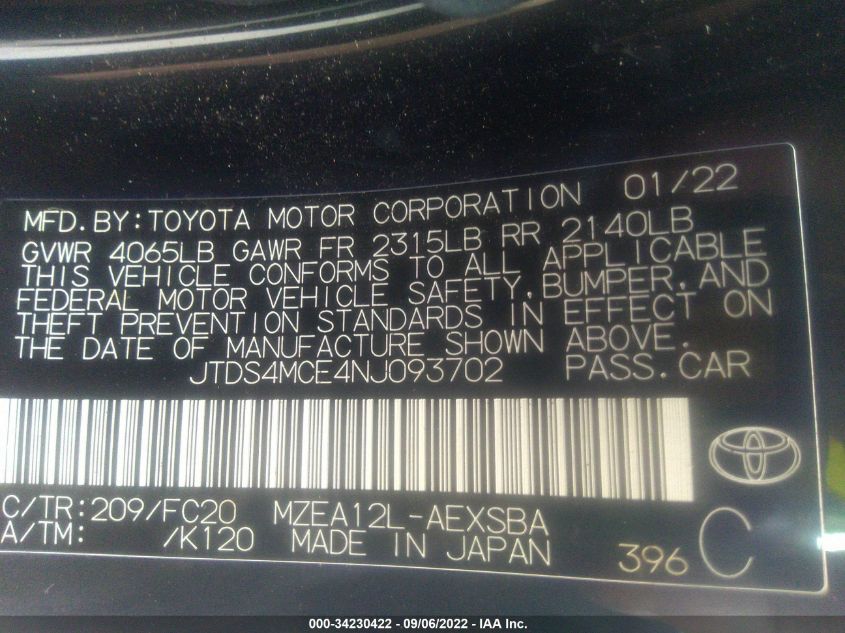 MFD.BY:TOYOTA MOTOR CORPORATION 01/22
GVWR 4065LB GAWR FR 2315LB RR 2140LB
THIS VEHICLE CONFORMS TO ALL APPLICABLE
FEDERAL MOTOR VEHICLE SAFETY, BUMPER, AND
THEFT PREVENTION STANDARDS IN EFFECT ON
THE DATE OF MANUFACTURE SHOWN ABOVE.
JTDS4MCE4NJ093702 PASS.CAR
C/TR:209/FC20 MZEA12L-AEXSBA
A/TM: /K120 MADE IN JAPAN 396 C
000-34230422 - 09/06/2022 - IAA Inc.